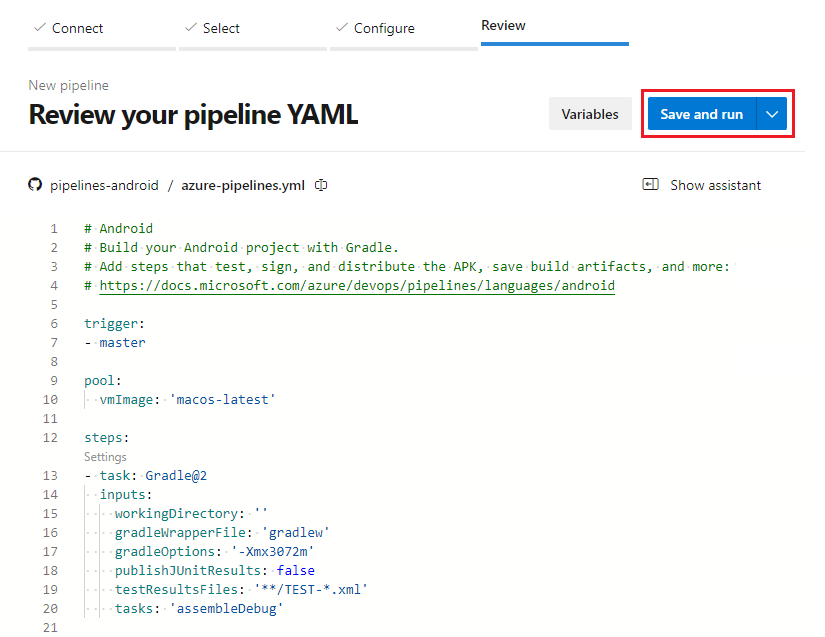 Connect
Select
Configure
Review
New pipeline
Review your pipeline YAML
Variables
Save and run
pipelines-android / azure-pipelines.yml
Show assistant
1 # Android
2 # Build your Android project with Gradle.
3 # Add steps that test, sign, and distribute the APK, save build artifacts, and more:
4 # https://docs.microsoft.com/azure/devops/pipelines/languages/android
5
6 trigger:
7 - master
8
9 pool:
10   vmImage: 'macos-latest'
11
12 steps:
Settings
13 - task: Gradle@2
14   inputs:
15     workingDirectory: ''
16     gradleWrapperFile: 'gradlew'
17     gradleOptions: '-Xmx3072m'
18     publishJUnitResults: false
19     testResultsFiles: '**/TEST-*.xml'
20     tasks: 'assembleDebug'
21